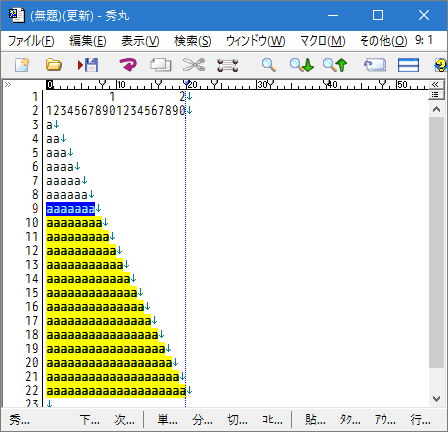 (無題)(更新) - 秀丸
ファイル(F) 編集(E) 表示(V) 検索(S) ウィンドウ(W) マクロ(M) その他(O) 9: 1
0 10 20 30 40 50
1 1 2↓
2 12345678901234567890↓
3 a↓
4 aa↓
5 aaa↓
6 aaaa↓
7 aaaaa↓
8 aaaaaa↓
9 aaaaaaa↓
10 aaaaaaaa↓
11 aaaaaaaaa↓
12 aaaaaaaaaa↓
13 aaaaaaaaaaa↓
14 aaaaaaaaaaaa↓
15 aaaaaaaaaaaaa↓
16 aaaaaaaaaaaaaa↓
17 aaaaaaaaaaaaaaa↓
18 aaaaaaaaaaaaaaaa↓
19 aaaaaaaaaaaaaaaaa↓
20 aaaaaaaaaaaaaaaaaa↓
21 aaaaaaaaaaaaaaaaaaa↓
22 aaaaaaaaaaaaaaaaaaaa↓
23 ↓
秀... 下... 次... 単... 分... 切... ｺﾋ... 貼... ﾀｸ... ｱｳ... 行...